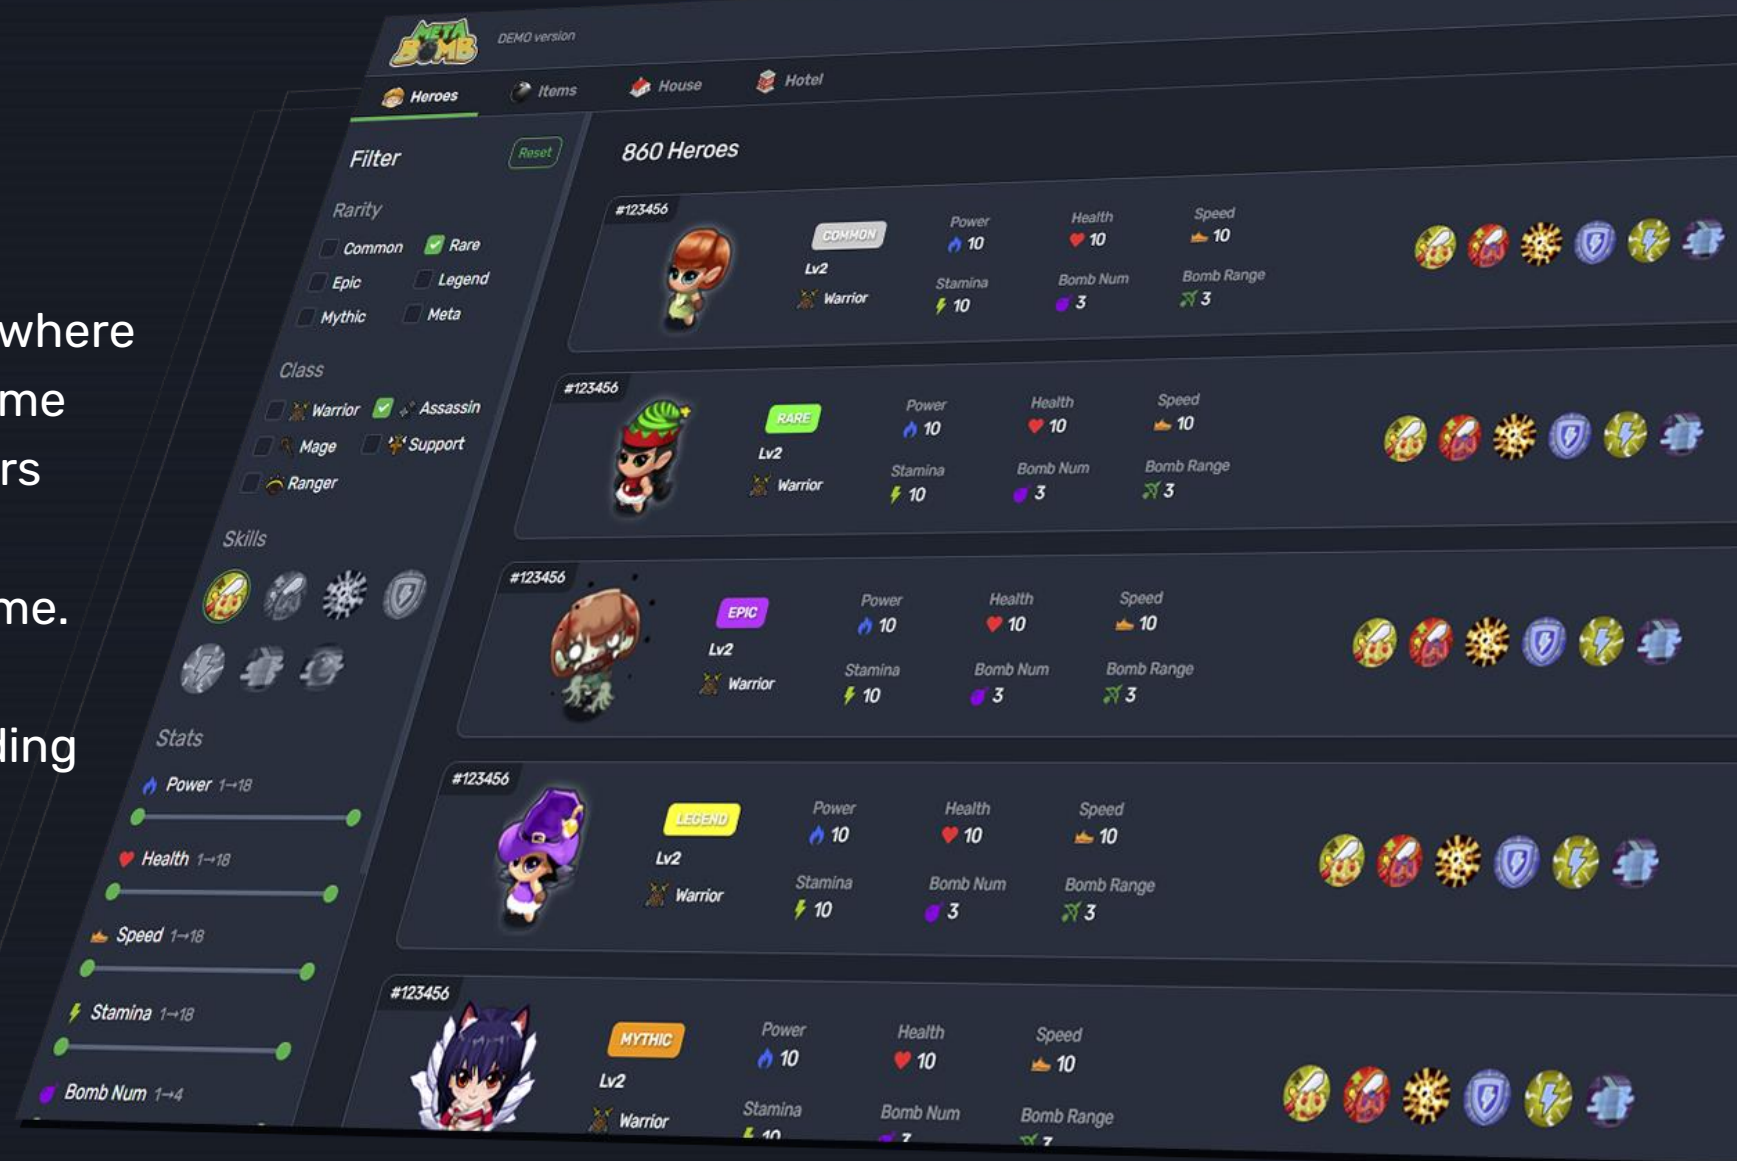 where
me
rs
me.
ding
META BOMB
DEMO version
Heroes
Items
House
Hotel
Filter
Reset
Rarity
Common
Rare
Epic
Legend
Mythic
Meta
Class
Warrior
Assassin
Mage
Support
Ranger
Skills
Stats
Power 1→18
Health 1→18
Speed 1→18
Stamina 1→18
Bomb Num 1→4
860 Heroes
#123456
COMMON
Lv2
Warrior
Power
10
Health
10
Speed
10
Stamina
10
Bomb Num
3
Bomb Range
3
#123456
RARE
Lv2
Warrior
Power
10
Health
10
Speed
10
Stamina
10
Bomb Num
3
Bomb Range
3
#123456
EPIC
Lv2
Warrior
Power
10
Health
10
Speed
10
Stamina
10
Bomb Num
3
Bomb Range
3
#123456
LEGEND
Lv2
Warrior
Power
10
Health
10
Speed
10
Stamina
10
Bomb Num
3
Bomb Range
3
#123456
MYTHIC
Lv2
Warrior
Power
10
Health
10
Speed
10
Stamina
10
Bomb Num
3
Bomb Range
3